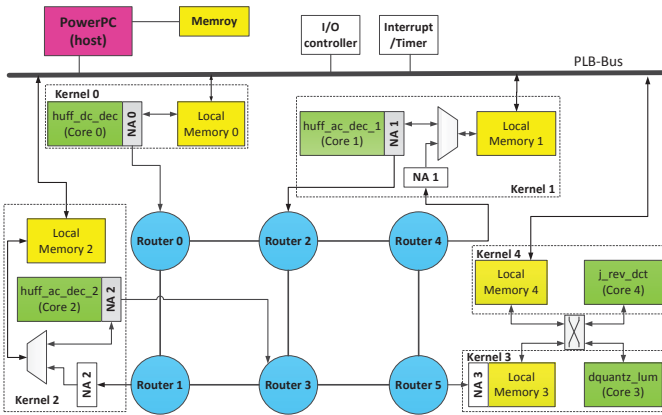 PowerPC
(host)
Memroy
I/O
controller
Interrupt
/Timer
PLB-Bus
Kernel 0
huff_dc_dec
(Core 0)
NA 0
Local
Memory 0
huff_ac_dec_1
(Core 1)
NA 1
Local
Memory 1
NA 1
Kernel 1
Local
Memory 2
Router 0
Router 2
Router 4
huff_ac_dec_2
(Core 2)
NA 2
Kernel 4
Local
Memory 4
j_rev_dct
(Core 4)
Kernel 2
NA 2
Router 1
Router 3
Router 5
Kernel 3
NA 3
Local
Memory 3
dquantz_lum
(Core 3)